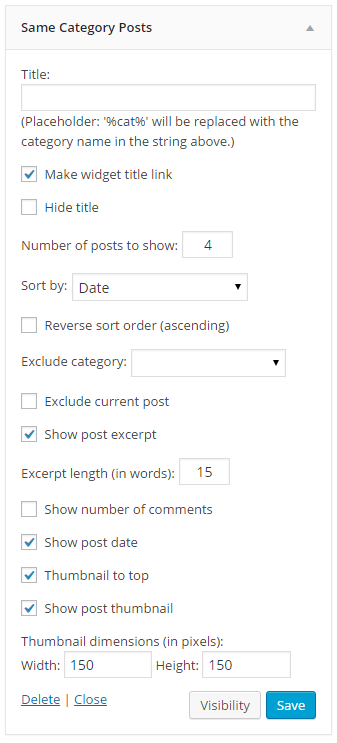 Same Category Posts
Title:
(Placeholder: '%cat%' will be replaced with the
category name in the string above.)
Make widget title link
Hide title
Number of posts to show: 4
Sort by: Date
Reverse sort order (ascending)
Exclude category:
Exclude current post
Show post excerpt
Excerpt length (in words): 15
Show number of comments
Show post date
Thumbnail to top
Show post thumbnail
Thumbnail dimensions (in pixels):
Width: 150 Height: 150
Delete | Close Visibility Save